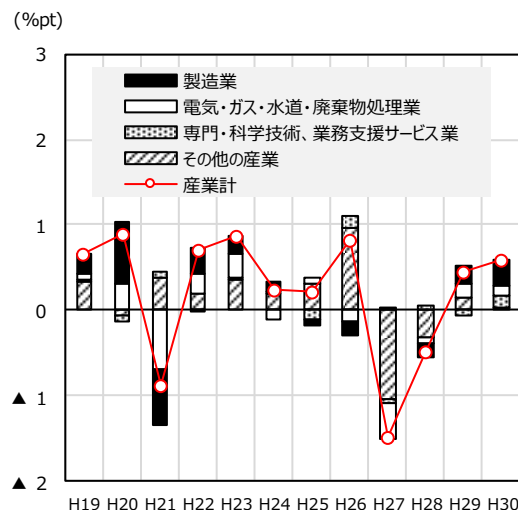 (%pt)
3
2
1
0
▲ 1
▲ 2
製造業
電気・ガス・水道・廃棄物処理業
専門・科学技術、業務支援サービス業
その他の産業
産業計
H19 H20 H21 H22 H23 H24 H25 H26 H27 H28 H29 H30